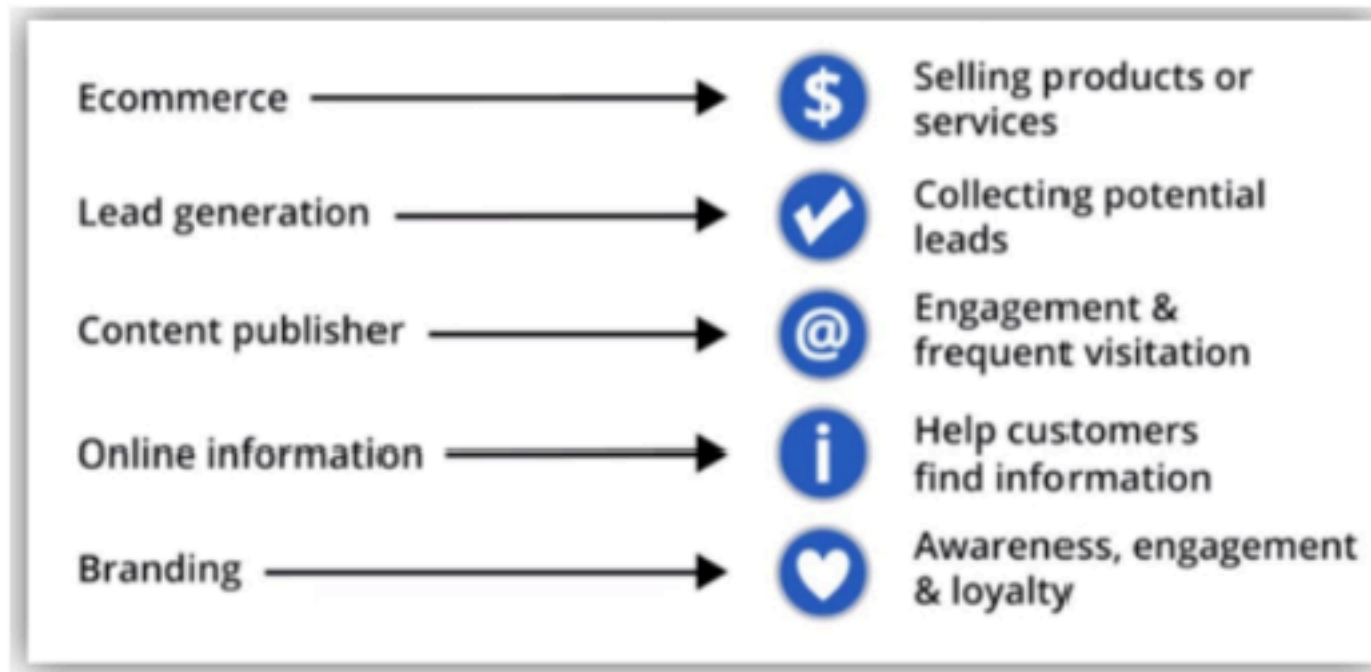 Ecommerce
$
Selling products or
services
Lead generation
Collecting potential
leads
Content publisher
@
Engagement &
frequent visitation
Online information
i
Help customers
find information
Branding
Awareness, engagement
& loyalty